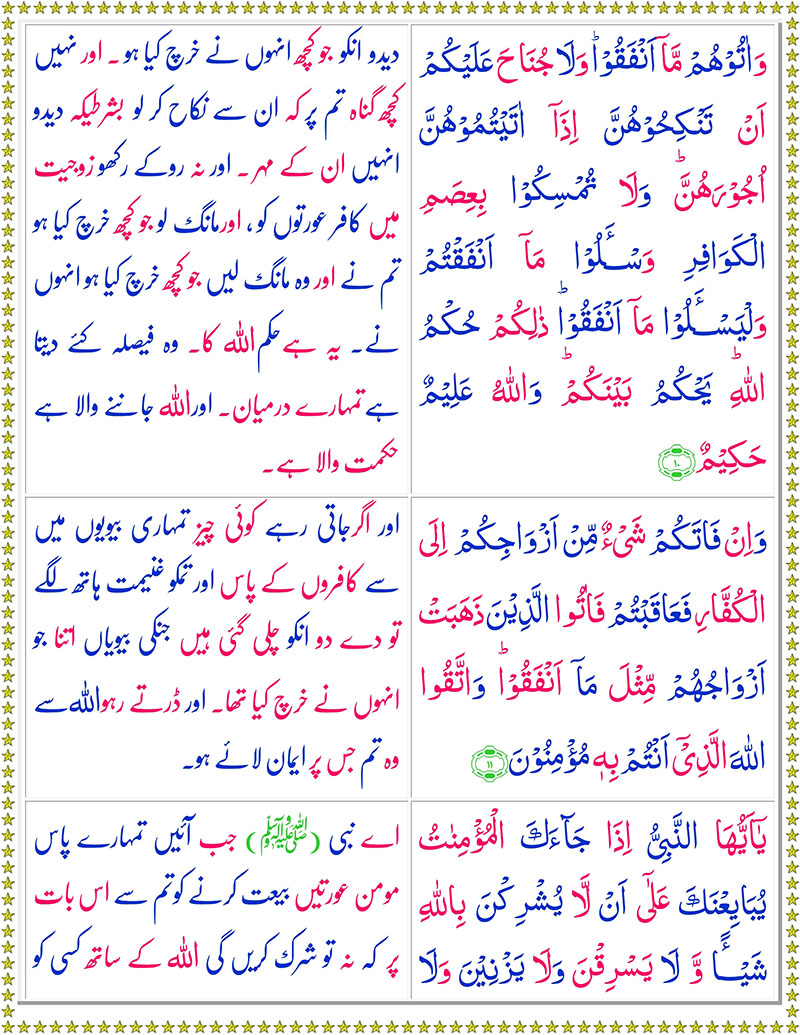 وَاٰتُوْهُمْ مَّاۤ اَنْفَقُوْا ؕ وَلَا جُنَاحَ عَلَيْكُمْ
اَنْ تَنْكِحُوْهُنَّ اِذَاۤ اٰتَيْتُمُوْهُنَّ
اُجُوْرَهُنَّ ؕ وَلَا تُمْسِكُوْا بِعِصَمِ
الْكَوَافِرِ وَسْـَٔـلُوْا مَاۤ اَنْفَقْتُمْ
وَلْيَسْـَٔـلُوْا مَاۤ اَنْفَقُوْا ؕ ذٰلِكُمْ حُكْمُ
اللّٰهِ ؕ يَحْكُمُ بَيْنَكُمْ ؕ وَاللّٰهُ عَلِيْمٌ
حَكِيْمٌ ۱۰
دیدو انکو جو کچھ انہوں نے خرچ کیا ہو ۔ اور نہیں
کچھ گناہ تم پر کہ ان سے نکاح کر لو بشرطیکہ دیدو
انہیں ان کے مہر ۔ اور نہ روکے رکھو زوجیت
میں کافر عورتوں کو ، اور مانگ لو جو کچھ خرچ کیا ہو
تم نے اور وہ مانگ لیں جو کچھ خرچ کیا ہو انہوں
نے ۔ یہ ہے حکم اللہ کا ۔ وہ فیصلہ کئے دیتا
ہے تمہارے درمیان ۔ اور اللہ جاننے والا ہے
حکمت والا ہے ۔
وَاِنْ فَاتَكُمْ شَىْءٌ مِّنْ اَزْوَاجِكُمْ اِلَى
الْكُفَّارِ فَعَاقَبْتُمْ فَاٰتُوا الَّذِيْنَ ذَهَبَتْ
اَزْوَاجُهُمْ مِّثْلَ مَاۤ اَنْفَقُوْا ؕ وَاتَّقُوا
اللّٰهَ الَّذِىْۤ اَنْتُمْ بِهٖ مُؤْمِنُوْنَ ۱۱
اور اگر جاتی رہے کوئی چیز تمہاری بیویوں میں
سے کافروں کے پاس اور تمکو غنیمت ہاتھ لگے
تو دے دو انکو چلی گئی ہیں جنکی بیویاں اتنا جو
انہوں نے خرچ کیا تھا ۔ اور ڈرتے رہو اللہ سے
وہ تم جس پر ایمان لائے ہو ۔
يٰۤاَيُّهَا النَّبِىُّ اِذَا جَآءَكَ الْمُؤْمِنٰتُ
يُبَايِعْنَكَ عَلٰٓى اَنْ لَّا يُشْرِكْنَ بِاللّٰهِ
شَيْـًٔـا وَّ لَا يَسْرِقْنَ وَلَا يَزْنِيْنَ وَلَا
اے نبی (ﷺ) جب آئیں تمہارے پاس
مومن عورتیں بیعت کرنے کو تم سے اس بات
پر کہ نہ تو شرک کریں گی اللہ کے ساتھ کسی کو